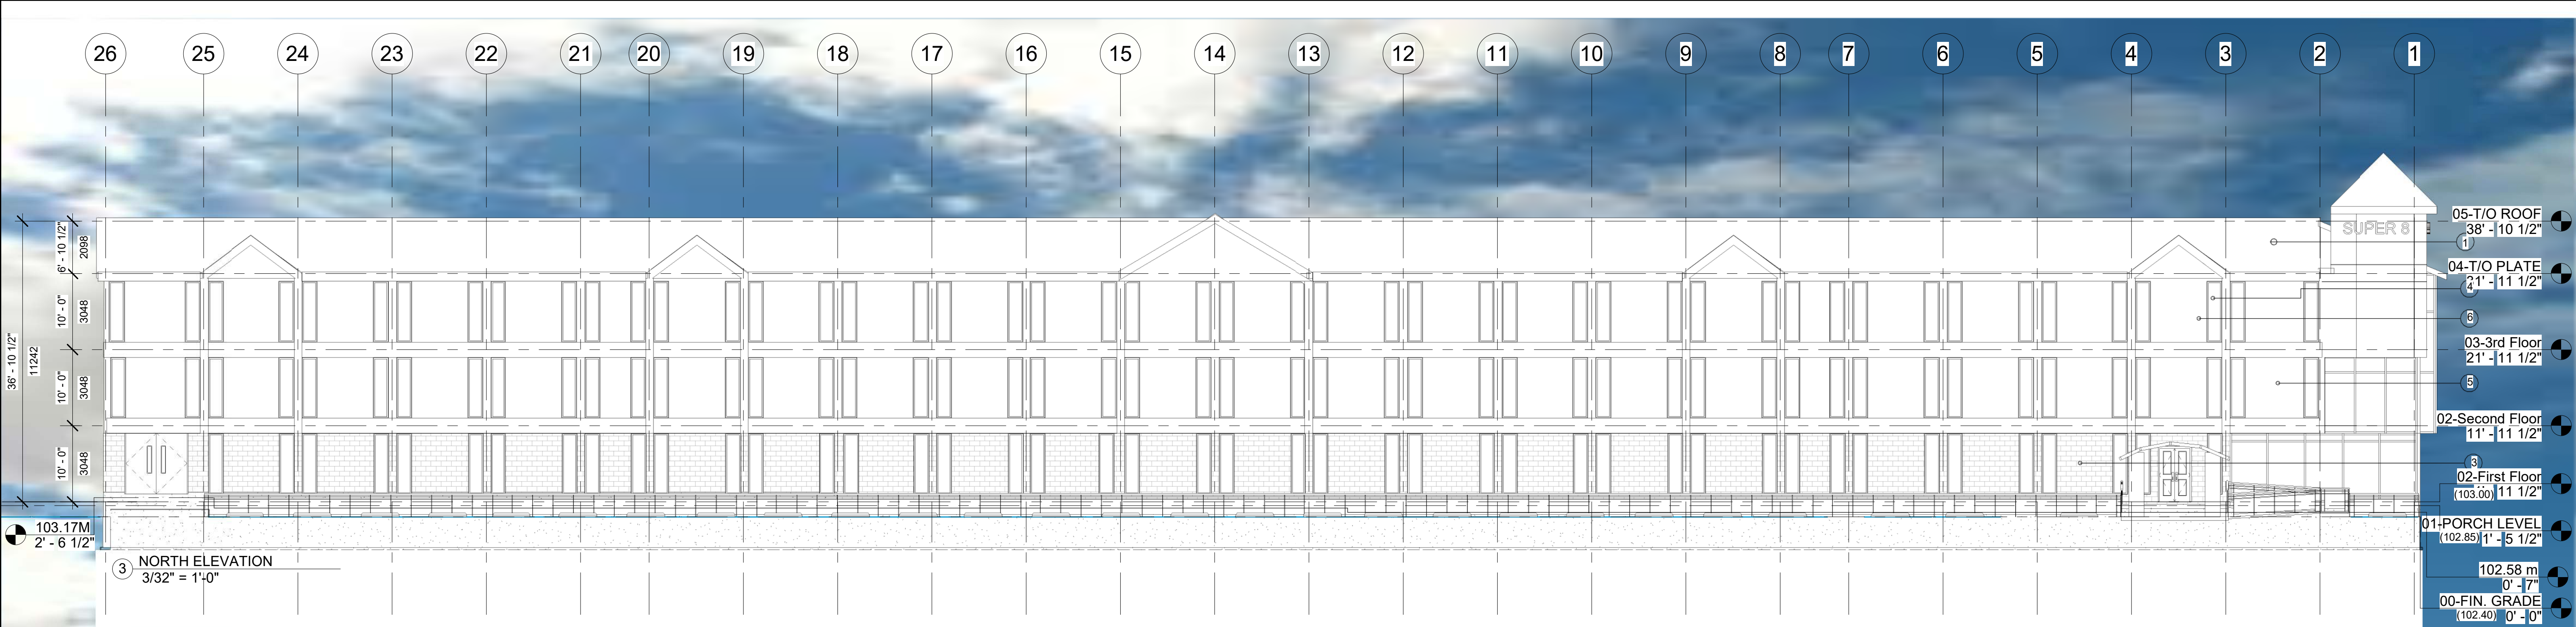 26 25 24 23 22 21 20 19 18 17 16 15 14 13 12 11 10 9 8 7 6 5 4 3 2 1
SUPER 8
05-T/O ROOF
38' - 10 1/2"
1
04-T/O PLATE
31' - 11 1/2"
4
6
03-3rd Floor
21' - 11 1/2"
5
02-Second Floor
11' - 11 1/2"
3
02-First Floor
(103.00) 11 1/2"
01-PORCH LEVEL
(102.85) 1' - 5 1/2"
102.58 m
0' - 7"
00-FIN. GRADE
(102.40) 0' - 0"
6' - 10 1/2"
2098
10' - 0"
3048
10' - 0"
3048
10' - 0"
3048
36' - 10 1/2"
11242
103.17M
2' - 6 1/2"
3 NORTH ELEVATION
3/32" = 1'-0"